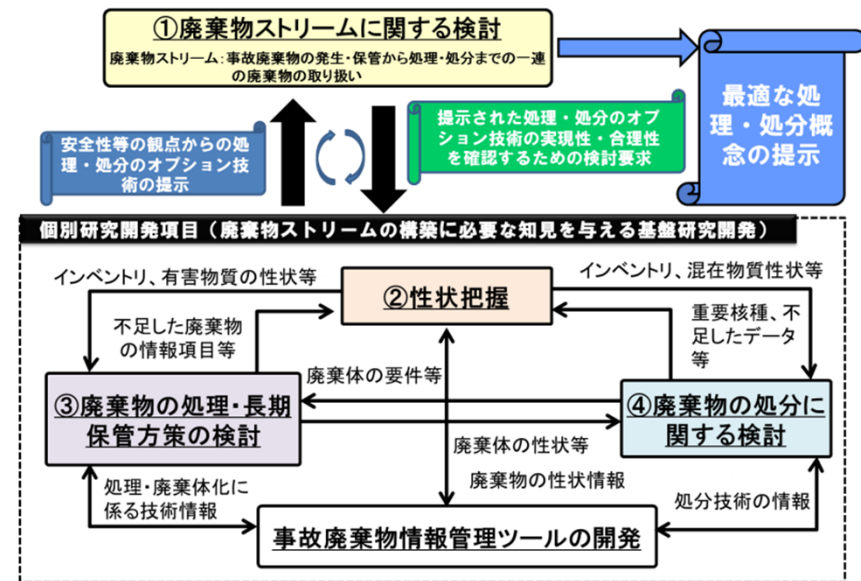 ①廃棄物ストリームに関する検討
廃棄物ストリーム：事故廃棄物の発生・保管から処理・処分までの一連
の廃棄物の取り扱い
最適な処
理・処分概
念の提示
安全性等の観点からの処
理・処分のオプション技
術の提示
提示された処理・処分のオプ
ション技術の実現性・合理性
を確認するための検討要求
個別研究開発項目（廃棄物ストリームの構築に必要な知見を与える基盤研究開発）
インベントリ、有害物質の性状等
②性状把握
インベントリ、混在物質性状等
不足した廃棄物
の情報項目等
重要核種、不
足したデータ
等
廃棄体の要件等
③廃棄物の処理・長期
保管方策の検討
④廃棄物の処分に
関する検討
廃棄体の性状等
廃棄物の性状情報
処理・廃棄体化に
係る技術情報
処分技術の情報
事故廃棄物情報管理ツールの開発